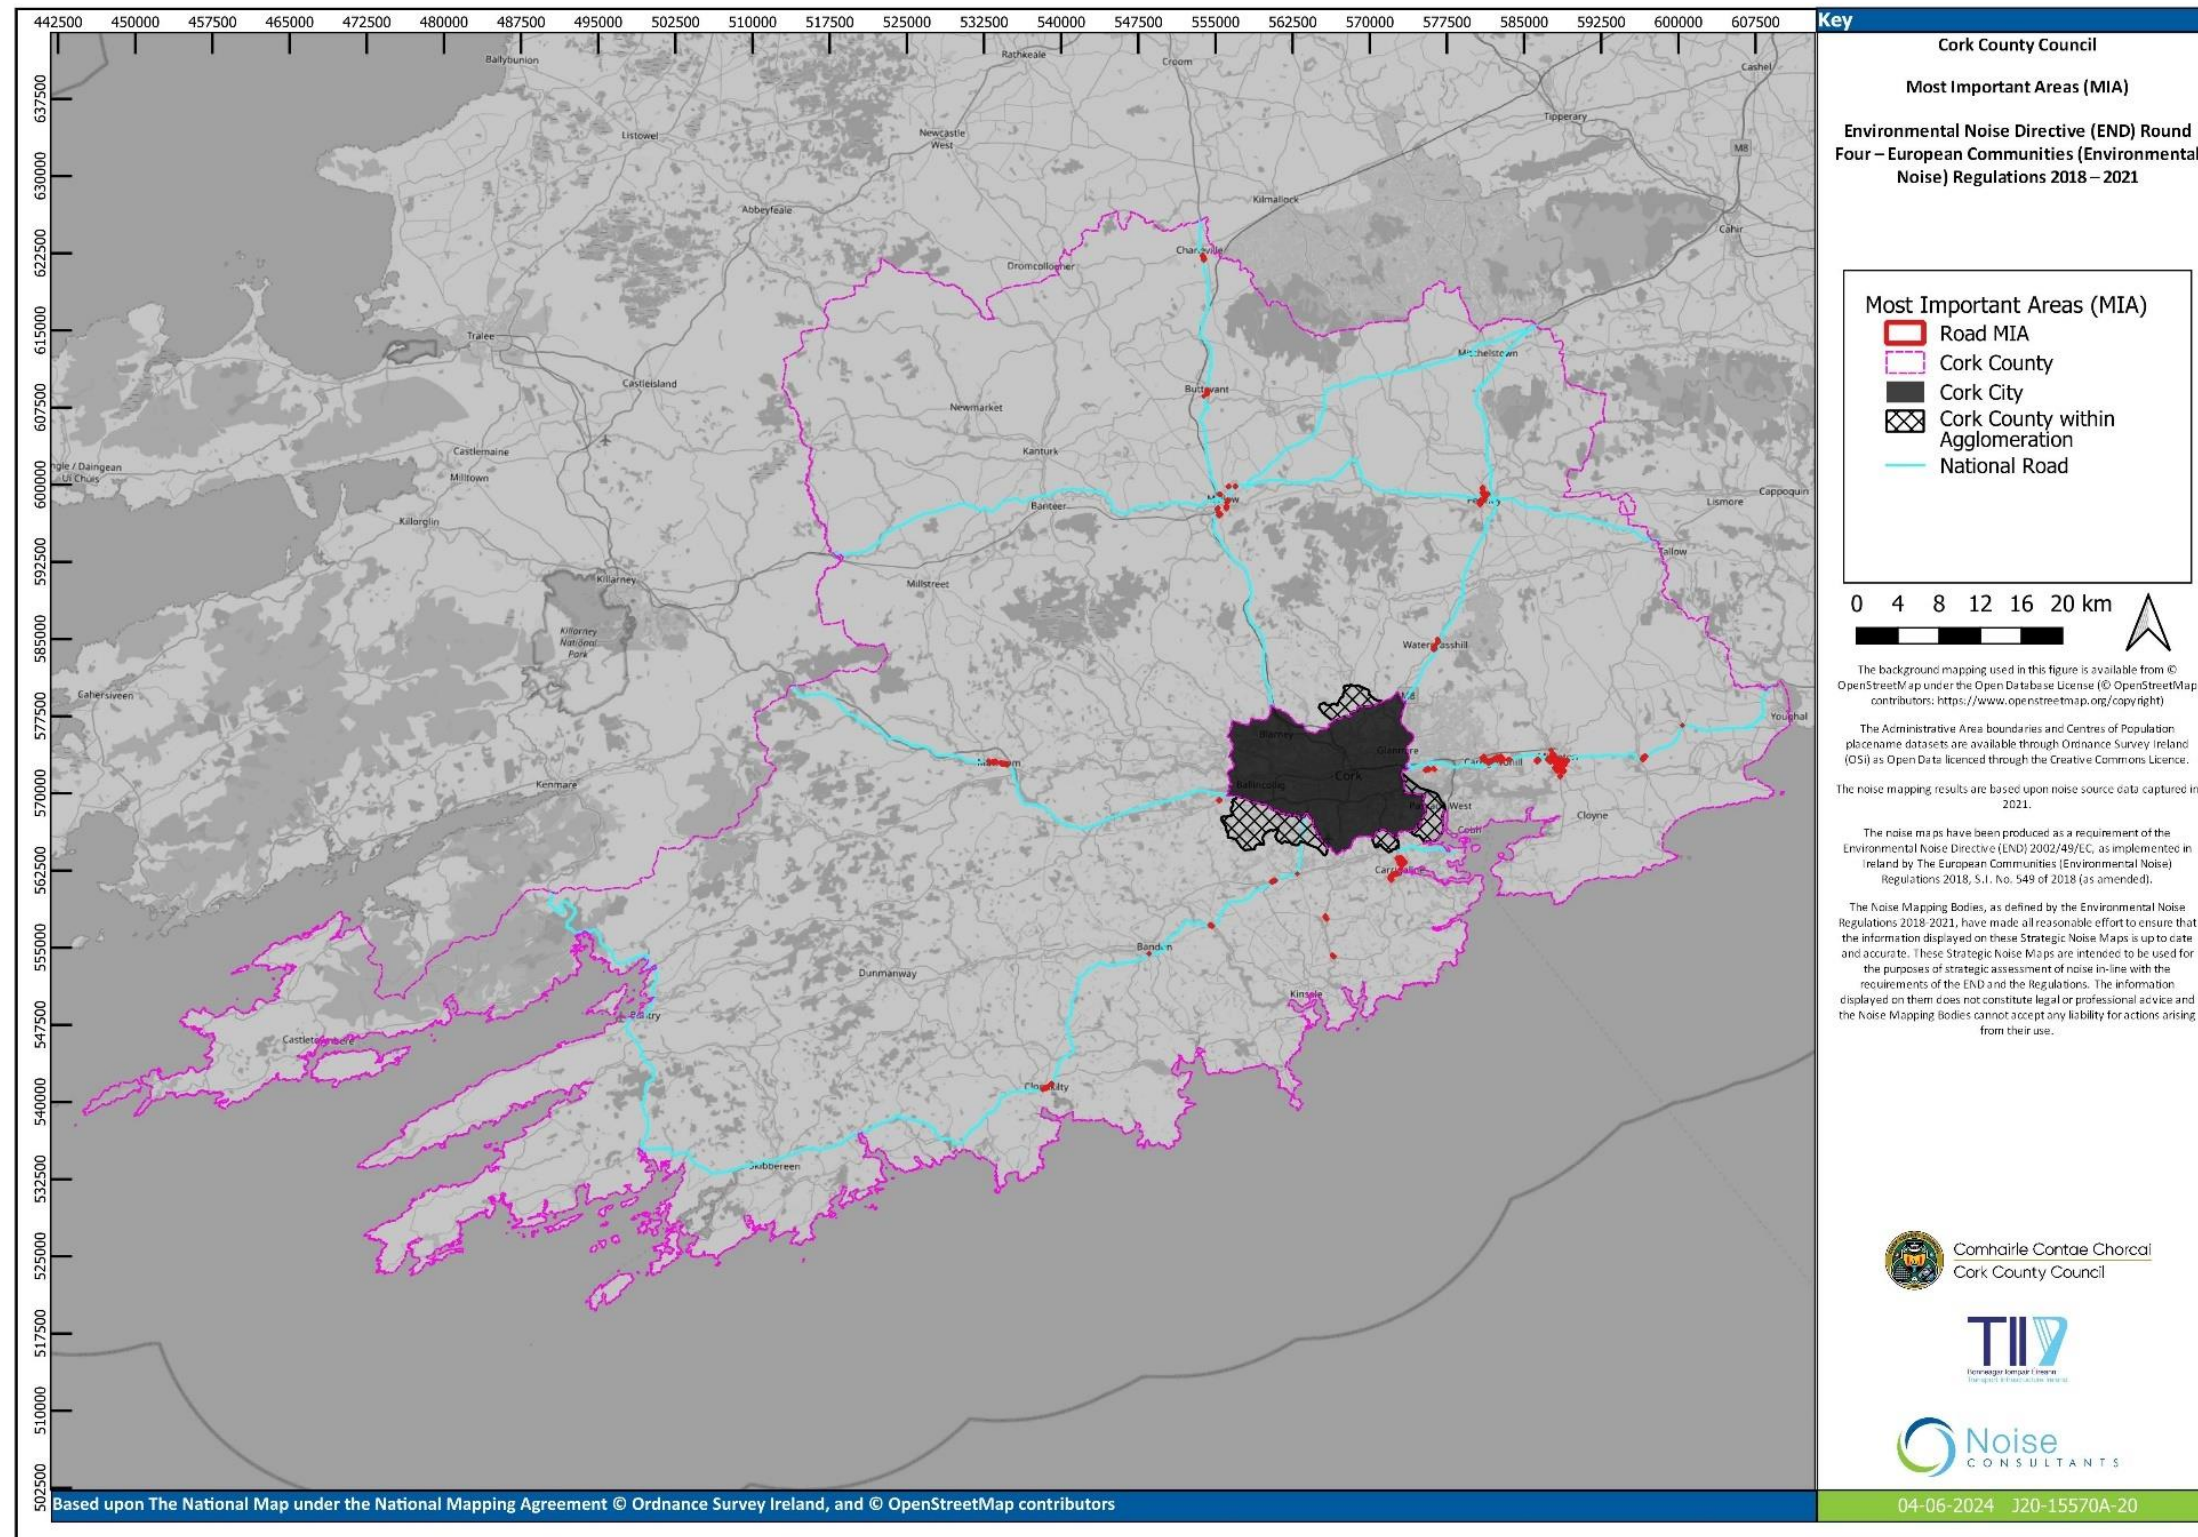 442500 450000 457500 465000 472500 480000 487500 495000 502500 510000 517500 525000 532500 540000 547500 555000 562500 570000 577500 585000 592500 600000 607500
637500
630000
622500
615000
607500
600000
592500
585000
577500
570000
562500
555000
547500
540000
532500
525000
517500
510000
502500
Ballybunion
Rathkeale
Croom
Cashel
Listowel
Newcastle
West
Tipperary
M8
Abbeyfeale
Kilmallock
Cahir
Dromcollogher
Tralee
Mitchelstown
Castleisland
Newmarket
Castlemaine
Kanturk
Milltown
Uí Chúis
Banteer
Lismore
Cappoquin
Killorglin
Tallow
Killarney
Millstreet
Killarney
National
Park
Cahersiveen
M8
Youghal
Blarney
Glanmire
Cork
Ballincollig
Kenmare
Cloyne
Cobh
Bandon
Dunmanway
Kinsale
Key
Cork County Council
Most Important Areas (MIA)
Environmental Noise Directive (END) Round
Four – European Communities (Environmental
Noise) Regulations 2018 – 2021
Most Important Areas (MIA)
Road MIA
Cork County
Cork City
Cork County within
Agglomeration
National Road
0 4 8 12 16 20 km
The background mapping used in this figure is available from ©
OpenStreetMap under the Open Database License (© OpenStreetMap
contributors: https://www.openstreetmap.org/copyright)
The Administrative Area boundaries and Centres of Population
placename datasets are available through Ordnance Survey Ireland
(OSi) as Open Data licenced through the Creative Commons Licence.
The noise mapping results are based upon noise source data captured in
2021.
The noise maps have been produced as a requirement of the
Environmental Noise Directive (END) 2002/49/EC, as implemented in
Ireland by The European Communities (Environmental Noise)
Regulations 2018, S.I. No. 549 of 2018 (as amended).
The Noise Mapping Bodies, as defined by the Environmental Noise
Regulations 2018-2021, have made all reasonable effort to ensure that
the information displayed on these Strategic Noise Maps is up to date
and accurate. These Strategic Noise Maps are intended to be used for
the purposes of strategic assessment of noise in-line with the
requirements of the END and the Regulations. The information
displayed on them does not constitute legal or professional advice and
the Noise Mapping Bodies cannot accept any liability for actions arising
from their use.
Comhairle Contae Chorcaí
Cork County Council
TII
Bonneagar Iompair Éireann
Transport Infrastructure Ireland
Noise
CONSULTANTS
Based upon The National Map under the National Mapping Agreement © Ordnance Survey Ireland, and © OpenStreetMap contributors
04-06-2024 J20-15570A-20